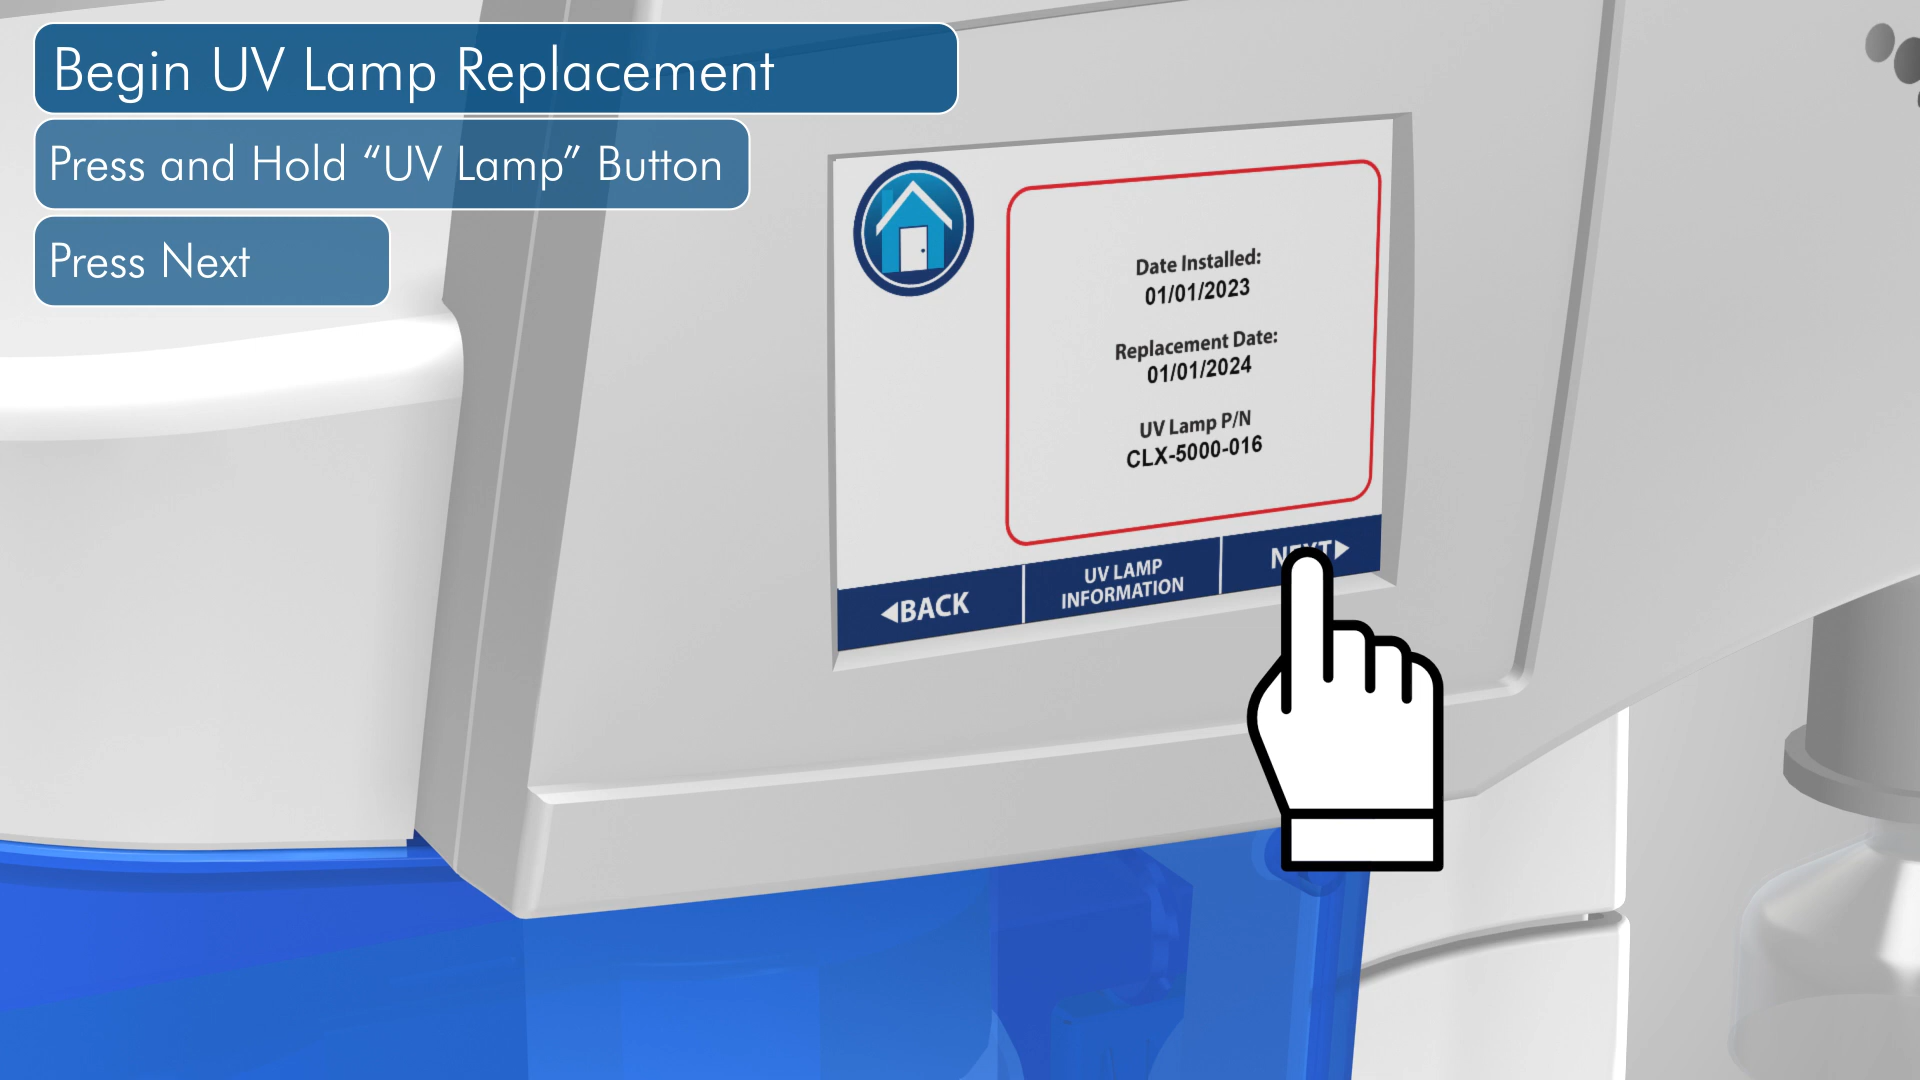 Begin UV Lamp Replacement
Press and Hold “UV Lamp” Button
Press Next
Date Installed:
01/01/2023
Replacement Date:
01/01/2024
UV Lamp P/N
CLX-5000-016
◀BACK
UV LAMP
INFORMATION
NEXT▶